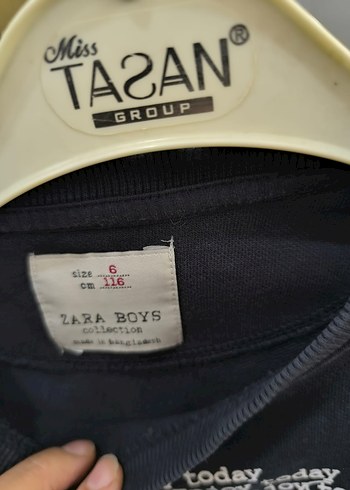 Miss
TASAN®
GROUP
size 6
cm 116
ZARA BOYS
collection
made in bangladesh
today